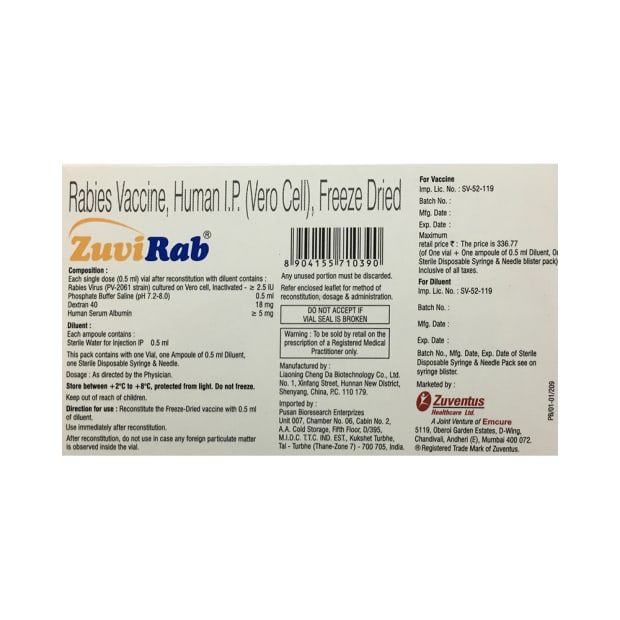 Rabies Vaccine, Human I.P. (Vero Cell), Freeze Dried
ZuviRab®
Composition :
Each single dose (0.5 ml) vial after reconstitution with diluent contains :
Rabies Virus (PV-2061 strain) cultured on Vero cell, Inactivated - ≥ 2.5 IU
Phosphate Buffer Saline (pH 7.2-8.0) 0.5 ml
Dextran 40 18 mg
Human Serum Albumin ≥ 5 mg
Diluent :
Each ampoule contains :
Sterile Water for Injection IP 0.5 ml
This pack contains with one Vial, one Ampoule of 0.5 ml Diluent,
one Sterile Disposable Syringe & Needle.
Dosage : As directed by the Physician.
Store between +2°C to +8°C, protected from light. Do not freeze.
Keep out of reach of children.
Direction for use : Reconstitute the Freeze-Dried vaccine with 0.5 ml
of diluent.
Use immediately after reconstitution.
After reconstitution, do not use in case any foreign particulate matter
is observed inside the vial.
8 904155 710390
Any unused portion must be discarded.
Refer enclosed leaflet for method of
reconstitution, dosage & administration.
DO NOT ACCEPT IF
VIAL SEAL IS BROKEN
Warning : To be sold by retail on the
prescription of a Registered Medical
Practitioner only.
Manufactured by :
Liaoning Cheng Da Biotechnology Co., Ltd.
No. 1, Xinfang Street, Hunnan New District,
Shenyang, China, P.C. 110 179.
Imported by :
Pusan Bioresearch Enterprizes
Unit 007, Chamber No. 06, Cabin No. 2,
A.A. Cold Storage, Fifth Floor, D/395,
M.I.D.C. T.T.C. IND. EST., Kukshet Turbhe,
Tal - Turbhe (Thane-Zone 7) - 700 705, India.
For Vaccine
Imp. Lic. No. : SV-52-119
Batch No. :
Mfg. Date :
Exp. Date :
Maximum
retail price ₹ : The price is 336.77
(of One vial + One ampoule of 0.5 ml Diluent,
Sterile Disposable Syringe & Needle blister pack)
Inclusive of all taxes.
For Diluent
Imp. Lic. No. : SV-52-119
Batch No. :
Mfg. Date :
Exp. Date :
Batch No., Mfg. Date, Exp. Date of Sterile
Disposable Syringe & Needle Pack see on
syringe blister.
Marketed by :
Zuventus
Healthcare Ltd.
A Joint Venture of Emcure
5119, Oberoi Garden Estates, D-Wing,
Chandivali, Andheri (E), Mumbai 400 072.
® Registered Trade Mark of Zuventus.
PB/01-01/209